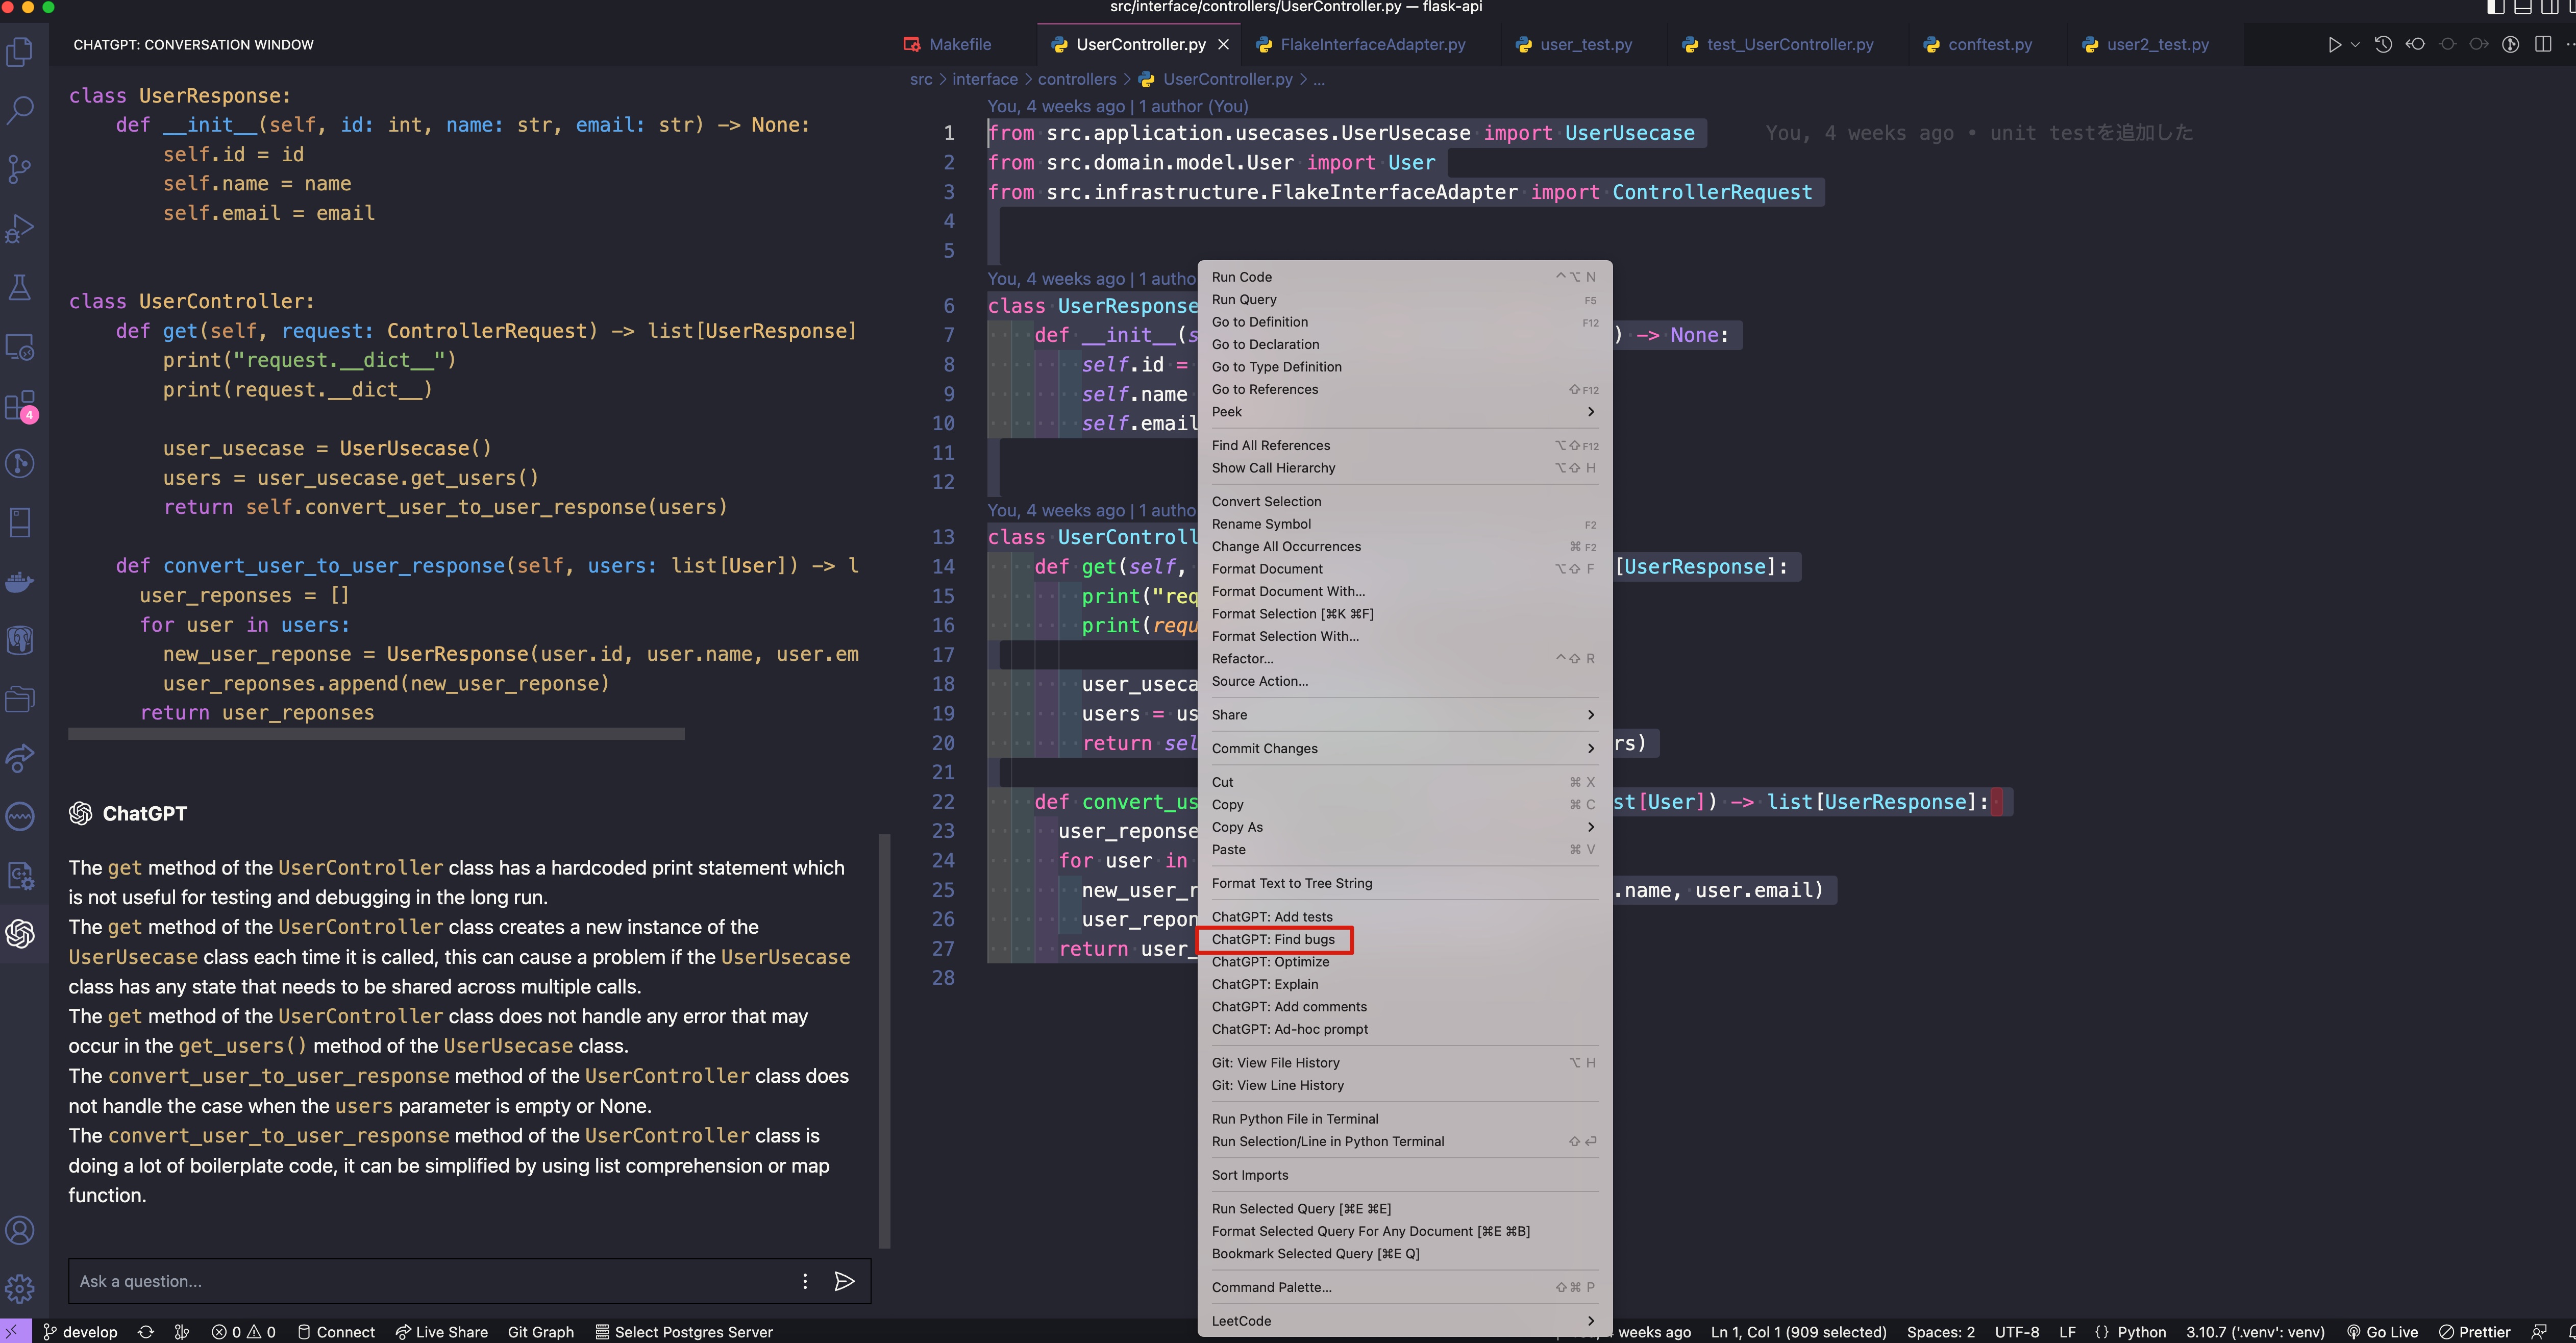 src/interface/controllers/UserController.py — flask-api
CHATGPT: CONVERSATION WINDOW
Makefile
UserController.py
FlakeInterfaceAdapter.py
user_test.py
test_UserController.py
conftest.py
user2_test.py
src > interface > controllers > UserController.py > ...
class UserResponse:
def __init__(self, id: int, name: str, email: str) -> None:
self.id = id
self.name = name
self.email = email
class UserController:
def get(self, request: ControllerRequest) -> list[UserResponse]
print("request.__dict__")
print(request.__dict__)
user_usecase = UserUsecase()
users = user_usecase.get_users()
return self.convert_user_to_user_response(users)
def convert_user_to_user_response(self, users: list[User]) -> l
user_reponses = []
for user in users:
new_user_reponse = UserResponse(user.id, user.name, user.em
user_reponses.append(new_user_reponse)
return user_reponses
ChatGPT
The get method of the UserController class has a hardcoded print statement which
is not useful for testing and debugging in the long run.
The get method of the UserController class creates a new instance of the
UserUsecase class each time it is called, this can cause a problem if the UserUsecase
class has any state that needs to be shared across multiple calls.
The get method of the UserController class does not handle any error that may
occur in the get_users() method of the UserUsecase class.
The convert_user_to_user_response method of the UserController class does
not handle the case when the users parameter is empty or None.
The convert_user_to_user_response method of the UserController class is
doing a lot of boilerplate code, it can be simplified by using list comprehension or map
function.
Ask a question...
4
You, 4 weeks ago | 1 author (You)
1 from src.application.usecases.UserUsecase import UserUsecase You, 4 weeks ago • unit testを追加した
2 from src.domain.model.User import User
3 from src.infrastructure.FlakeInterfaceAdapter import ControllerRequest
4
5
You, 4 weeks ago | 1 autho
6 class UserResponse
7 def __init__(s ) -> None:
8 self.id =
9 self.name
10 self.email
11
12
You, 4 weeks ago | 1 autho
13 class UserControll
14 def get(self, [UserResponse]:
15 print("req
16 print(requ
17
18 user_useca
19 users = us
20 return sel rs)
21
22 def convert_us st[User]) -> list[UserResponse]:
23 user_reponse
24 for user in
25 new_user_r .name, user.email)
26 user_repon
27 return user_
28
Run Code ^⌥ N
Run Query F5
Go to Definition F12
Go to Declaration
Go to Type Definition
Go to References ⇧F12
Peek
Find All References ⌥⇧F12
Show Call Hierarchy ⌥⇧ H
Convert Selection
Rename Symbol F2
Change All Occurrences ⌘ F2
Format Document ⌥⇧ F
Format Document With...
Format Selection [⌘K ⌘F]
Format Selection With...
Refactor... ^⇧ R
Source Action...
Share
Commit Changes
Cut ⌘ X
Copy ⌘ C
Copy As
Paste ⌘ V
Format Text to Tree String
ChatGPT: Add tests
ChatGPT: Find bugs
ChatGPT: Optimize
ChatGPT: Explain
ChatGPT: Add comments
ChatGPT: Ad-hoc prompt
Git: View File History ⌥ H
Git: View Line History
Run Python File in Terminal
Run Selection/Line in Python Terminal ⇧⏎
Sort Imports
Run Selected Query [⌘E ⌘E]
Format Selected Query For Any Document [⌘E ⌘B]
Bookmark Selected Query [⌘E Q]
Command Palette... ⇧⌘ P
LeetCode
develop 0 0 Connect Live Share Git Graph Select Postgres Server
weeks ago Ln 1, Col 1 (909 selected) Spaces: 2 UTF-8 LF {} Python 3.10.7 ('.venv': venv) Go Live Prettier